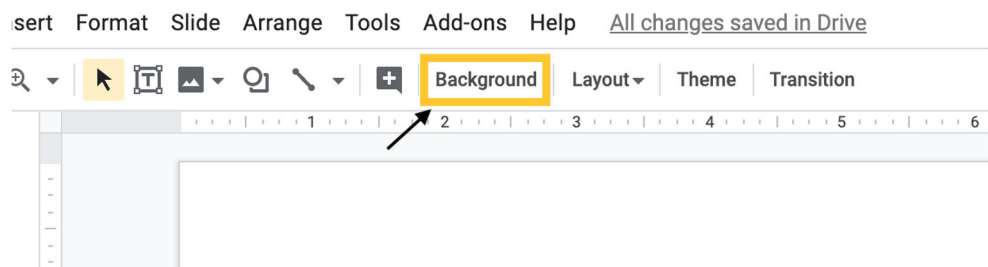 nsert Format Slide Arrange Tools Add-ons Help All changes saved in Drive
Background Layout Theme Transition
1 2 3 4 5 6